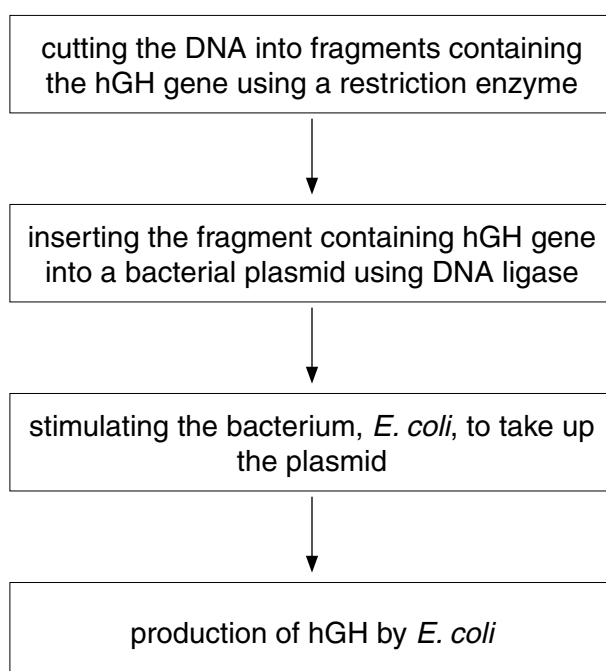 cutting the DNA into fragments containing
the hGH gene using a restriction enzyme
inserting the fragment containing hGH gene
into a bacterial plasmid using DNA ligase
stimulating the bacterium, E. coli, to take up
the plasmid
production of hGH by E. coli